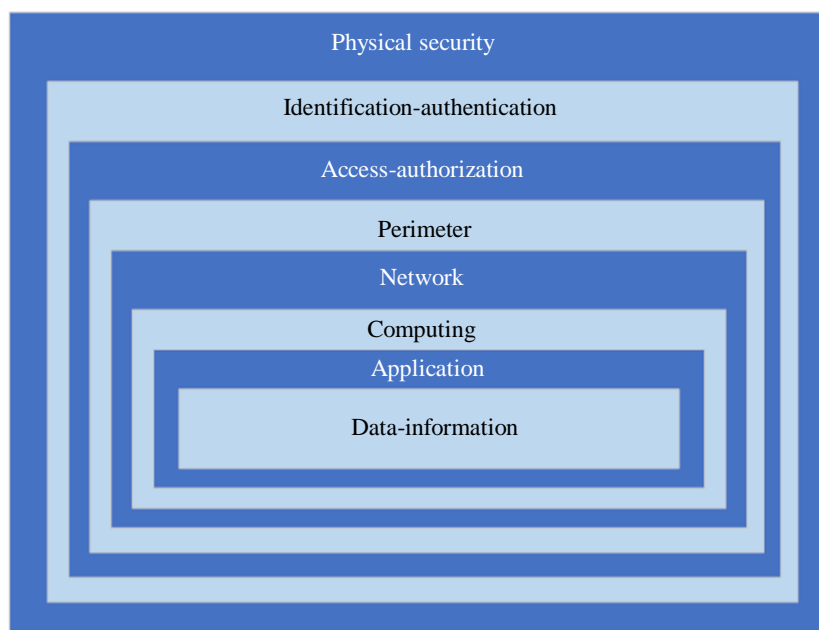 Physical security
Identification-authentication
Access-authorization
Perimeter
Network
Computing
Application
Data-information